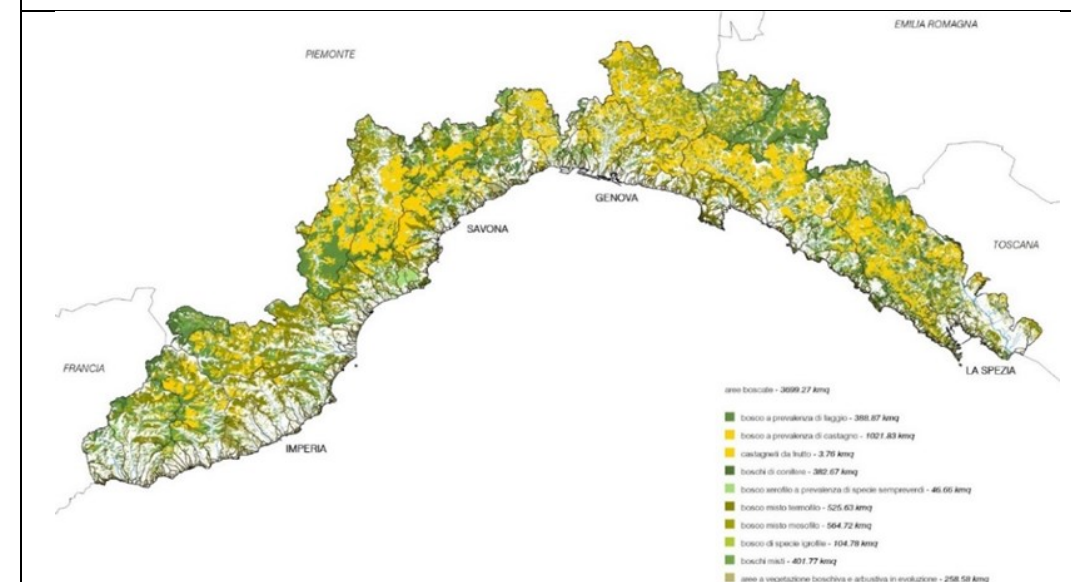 EMILIA ROMAGNA
PIEMONTE
GENOVA
SAVONA
TOSCANA
FRANCIA
LA SPEZIA
IMPERIA
aree boscate - 3699.27 kmq
bosco a prevalenza di faggio - 388.87 kmq
bosco a prevalenza di castagno - 1021.83 kmq
castagneti da frutto - 3.76 kmq
boschi di conifere - 382.67 kmq
bosco xerofilo a prevalenza di specie sempreverdi - 46.66 kmq
bosco misto termofilo - 525.63 kmq
bosco misto mesofilo - 564.72 kmq
bosco di specie igrofile - 104.78 kmq
boschi misti - 401.77 kmq
aree a vegetazione boschiva e arbustiva in evoluzione - 258.58 kmq